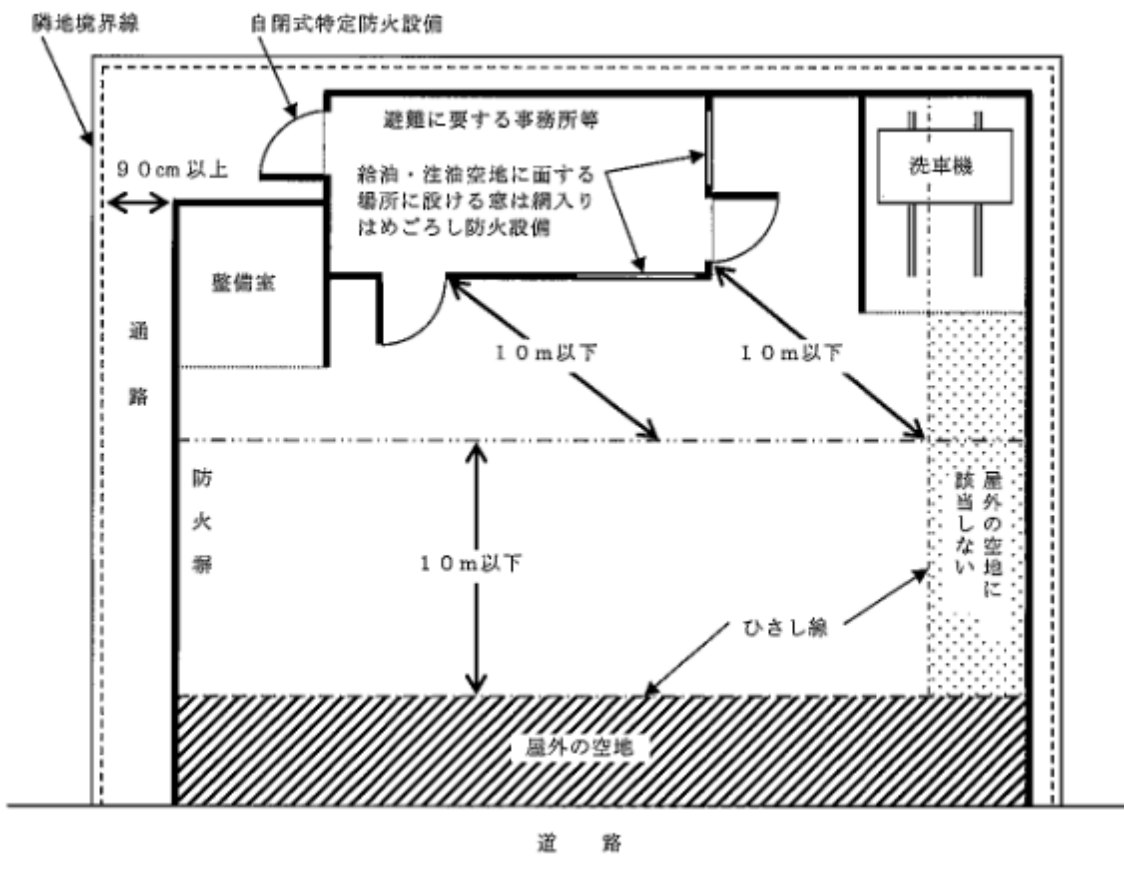 隣地境界線
自閉式特定防火設備
避難に要する事務所等
90cm以上
給油・注油空地に面する
場所に設ける窓は網入り
はめごろし防火設備
洗車機
整備室
通路
10m以下
10m以下
防火塀
屋外の空地に
該当しない
10m以下
ひさし線
屋外の空地
道路